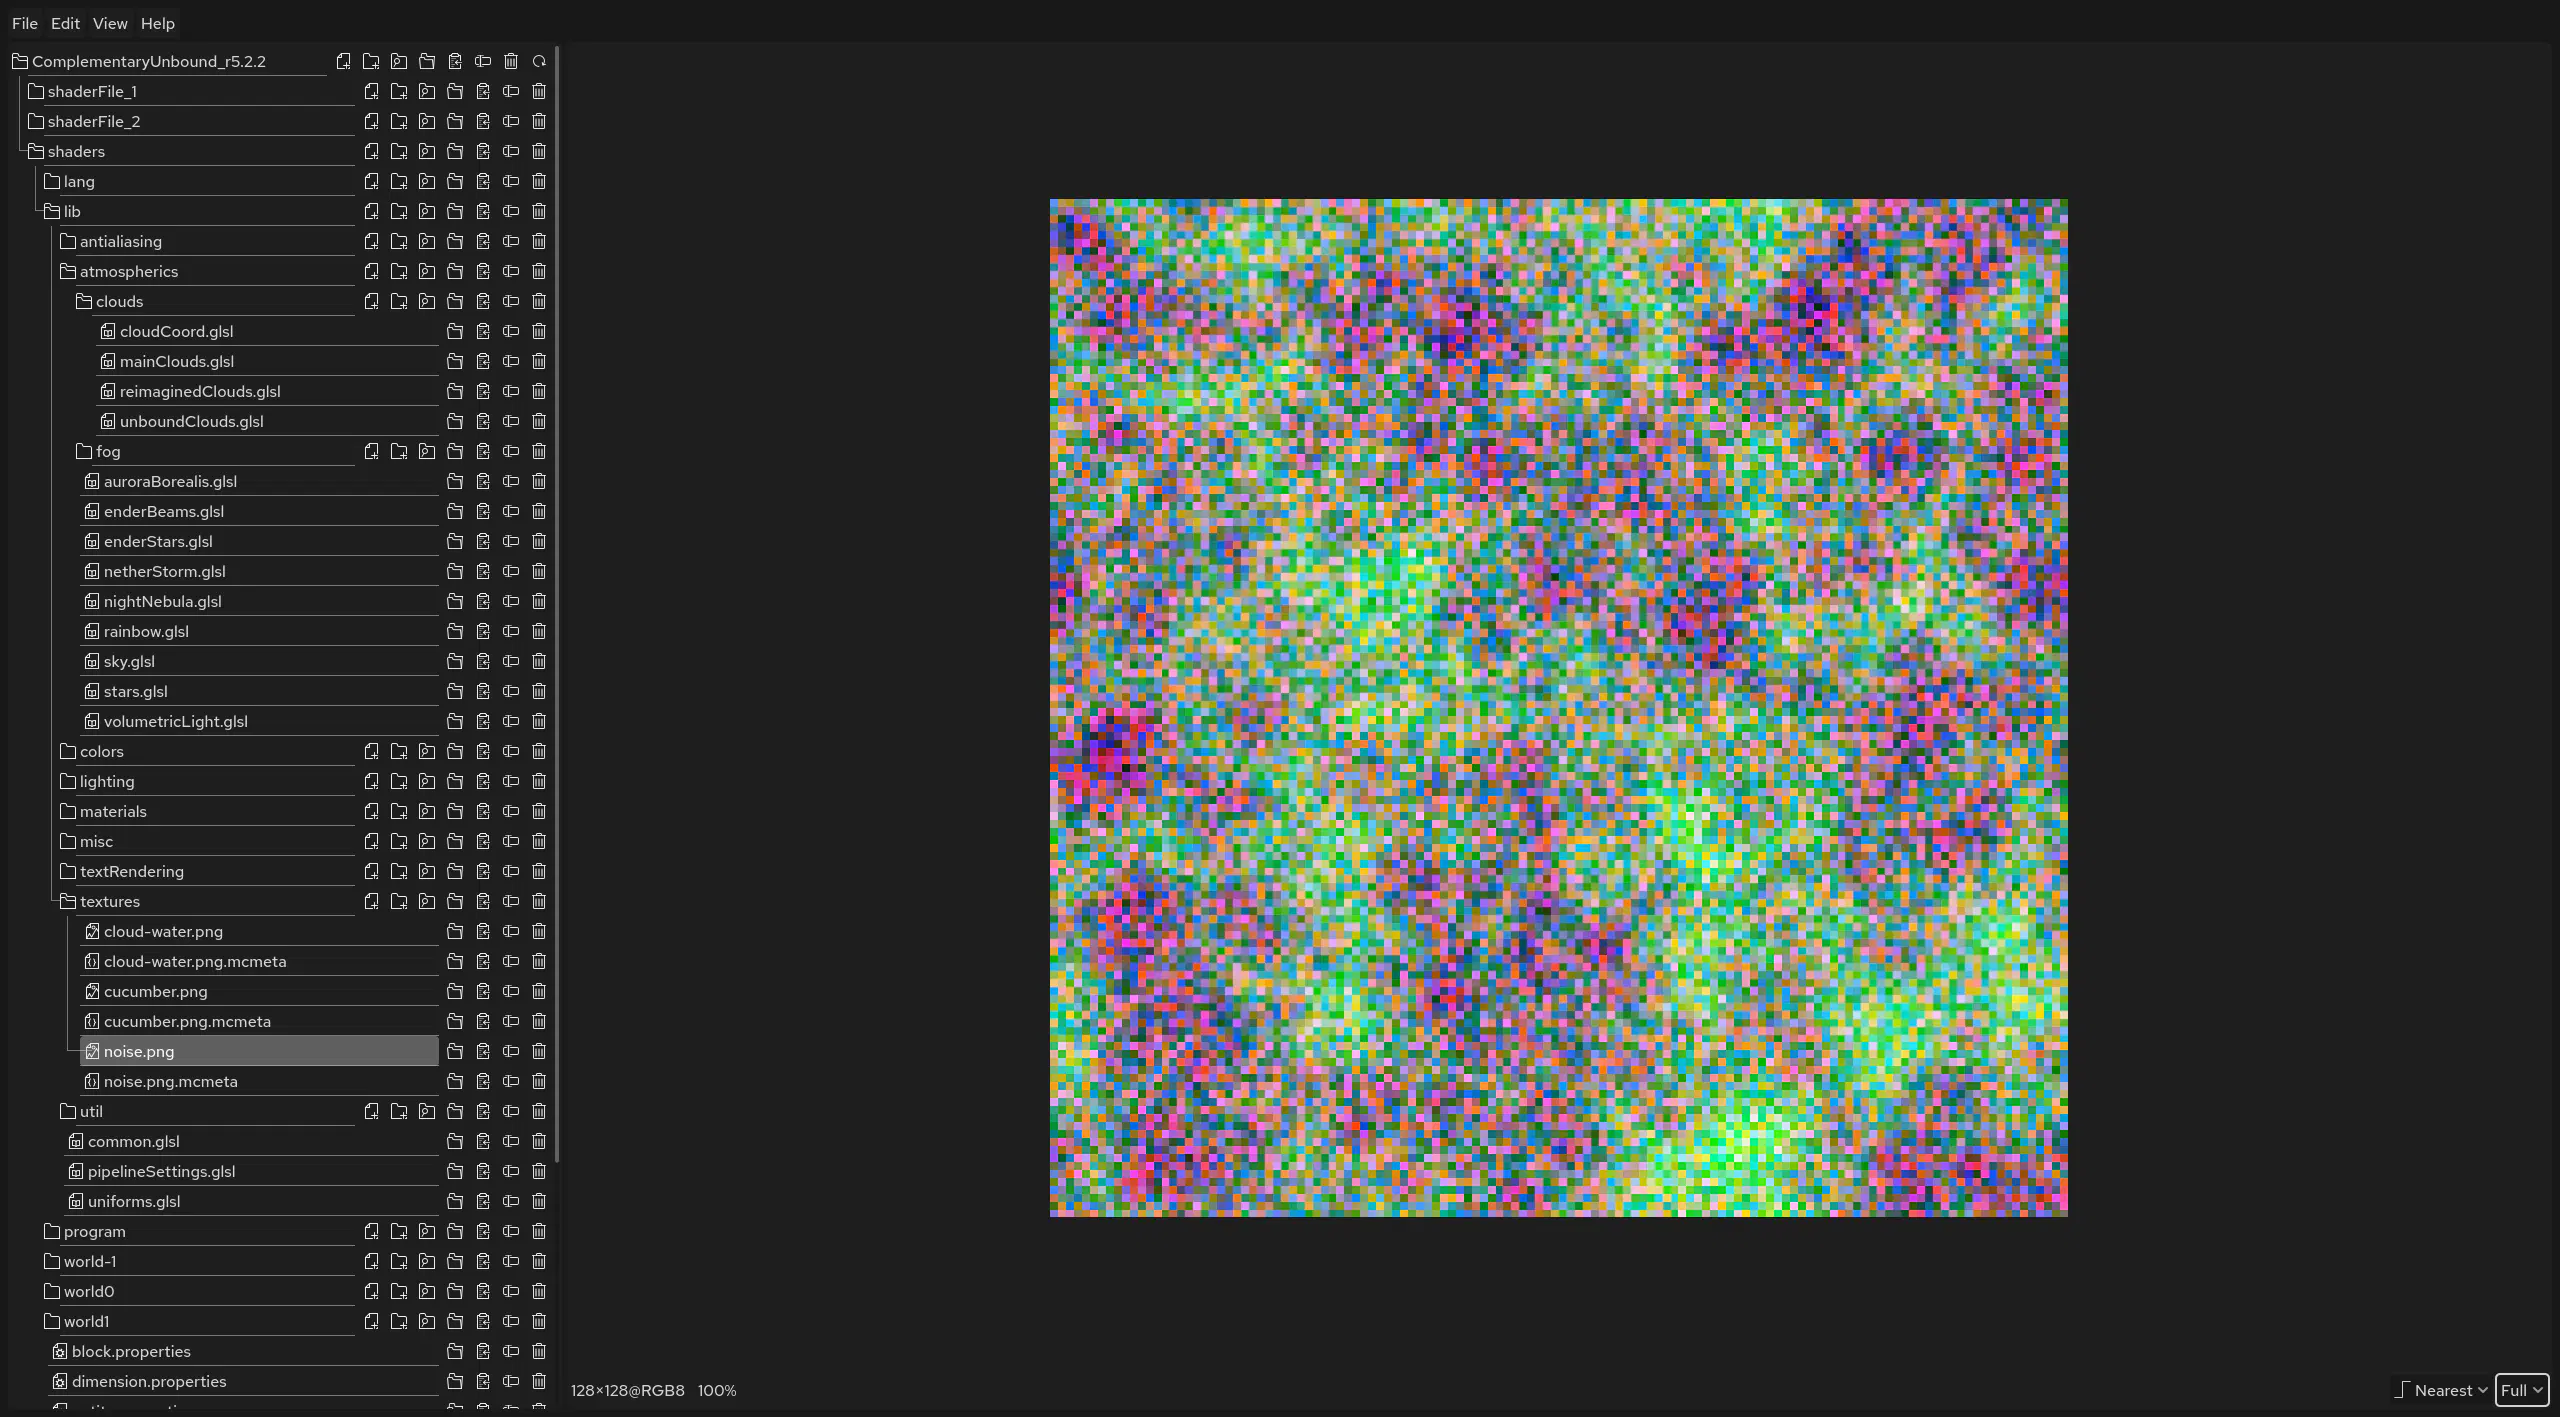 File Edit View Help
ComplementaryUnbound_r5.2.2
shaderFile_1
shaderFile_2
shaders
lang
lib
antialiasing
atmospherics
clouds
cloudCoord.glsl
mainClouds.glsl
reimaginedClouds.glsl
unboundClouds.glsl
fog
auroraBorealis.glsl
enderBeams.glsl
enderStars.glsl
netherStorm.glsl
nightNebula.glsl
rainbow.glsl
sky.glsl
stars.glsl
volumetricLight.glsl
colors
lighting
materials
misc
textRendering
textures
cloud-water.png
cloud-water.png.mcmeta
cucumber.png
cucumber.png.mcmeta
noise.png
noise.png.mcmeta
util
common.glsl
pipelineSettings.glsl
uniforms.glsl
program
world-1
world0
world1
block.properties
dimension.properties
128×128@RGB8 100%
Nearest Full